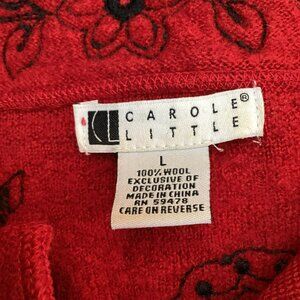 CAROLE®
LITTLE
L
100% WOOL
EXCLUSIVE OF
DECORATION
MADE IN CHINA
RN 59478
CARE ON REVERSE